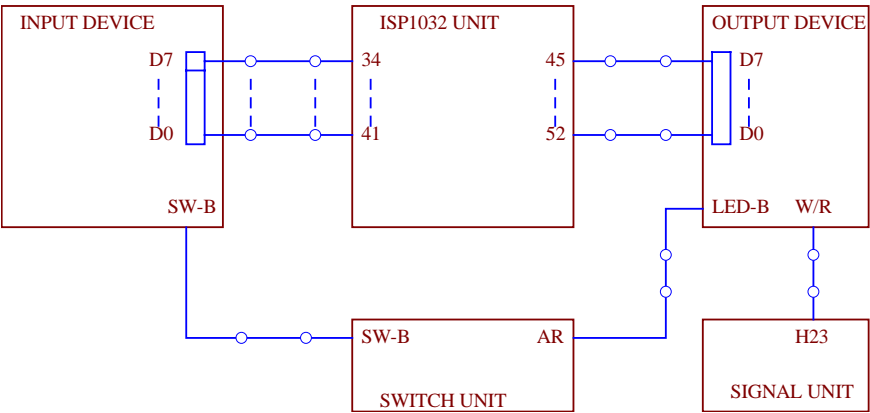 INPUT DEVICE
D7
D0
SW-B
ISP1032 UNIT
34
45
41
52
OUTPUT DEVICE
D7
D0
LED-B W/R
SW-B AR
SWITCH UNIT
H23
SIGNAL UNIT